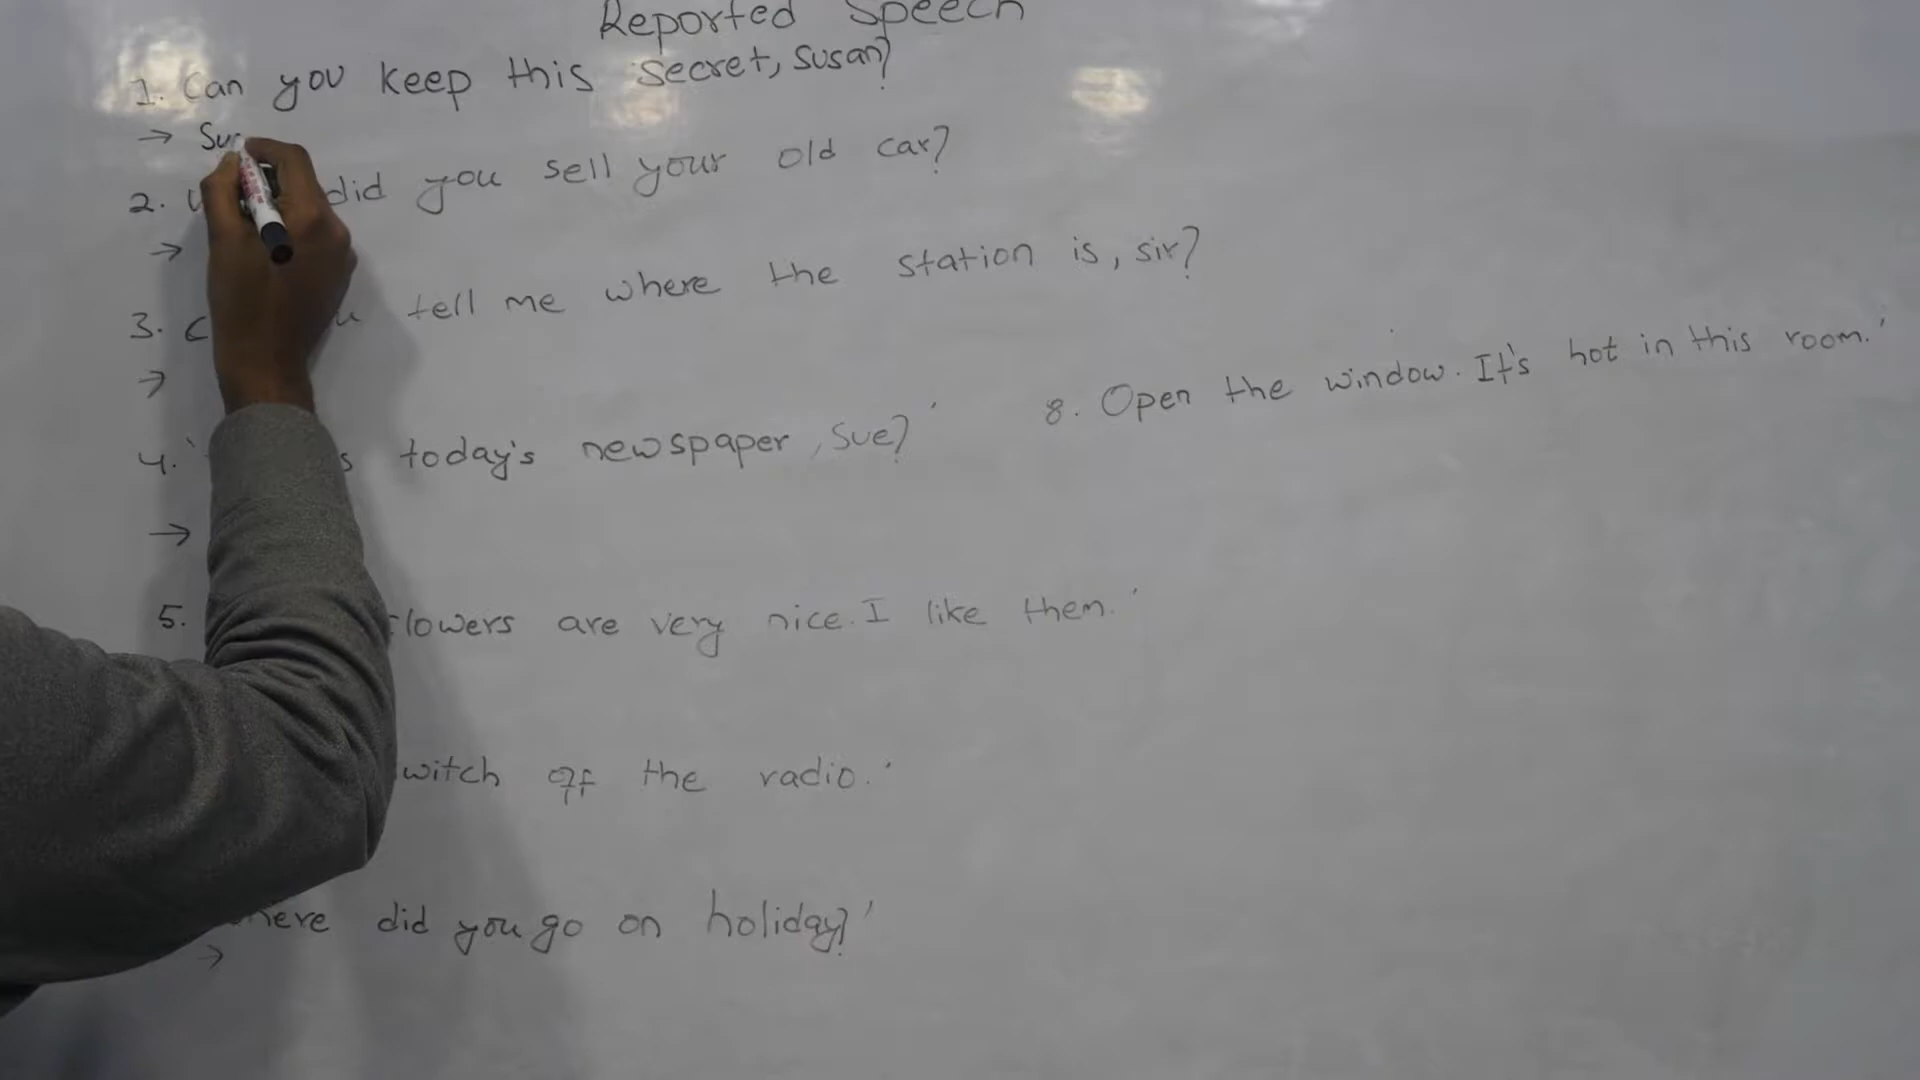 Reported Speech
1. Can you keep this secret, Susan?
→ Su
2. did you sell your old car?
→
3. tell me where the station is, sir?
→
4. ' today's newspaper, Sue?'
→
5. flowers are very nice. I like them.'
witch off the radio.'
here did you go on holiday?'
→
8. Open the window. It's hot in this room.'